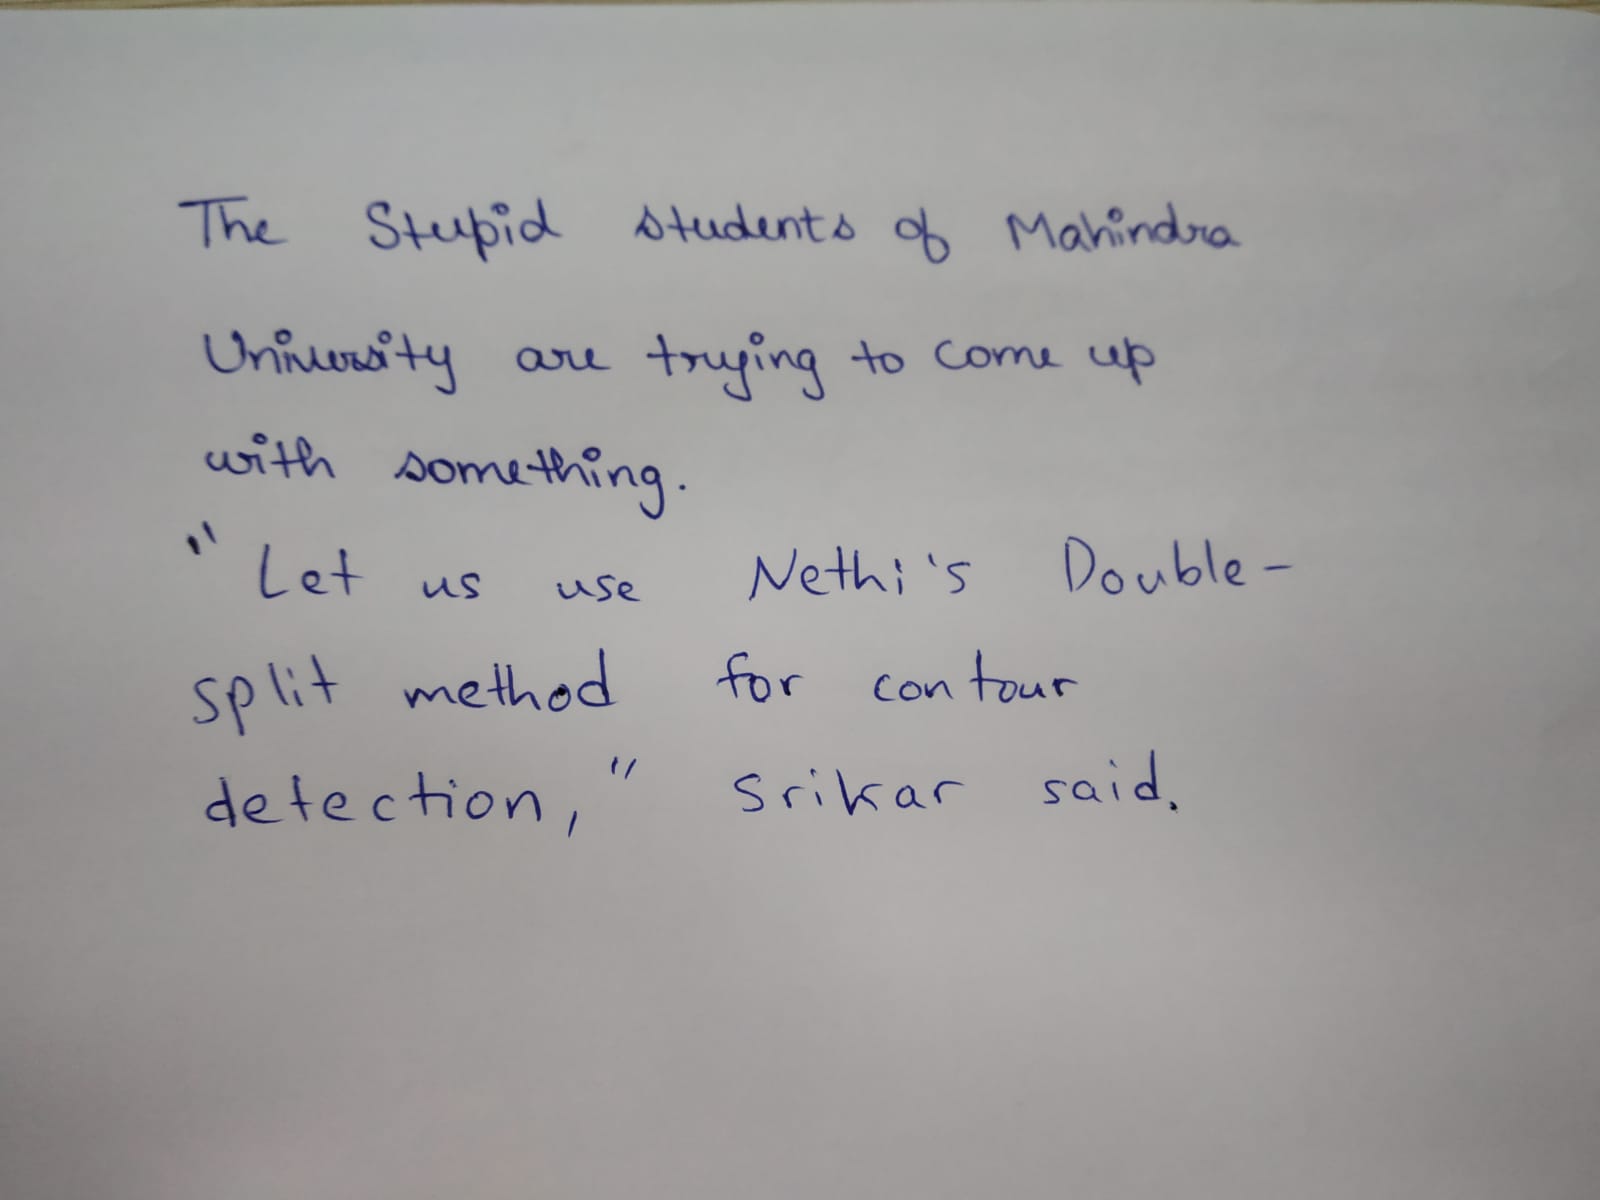 The Stupid students of Mahindra
University are trying to come up
with something.
"Let us use Nethi's Double-
split method for contour
detection," Srikar said.